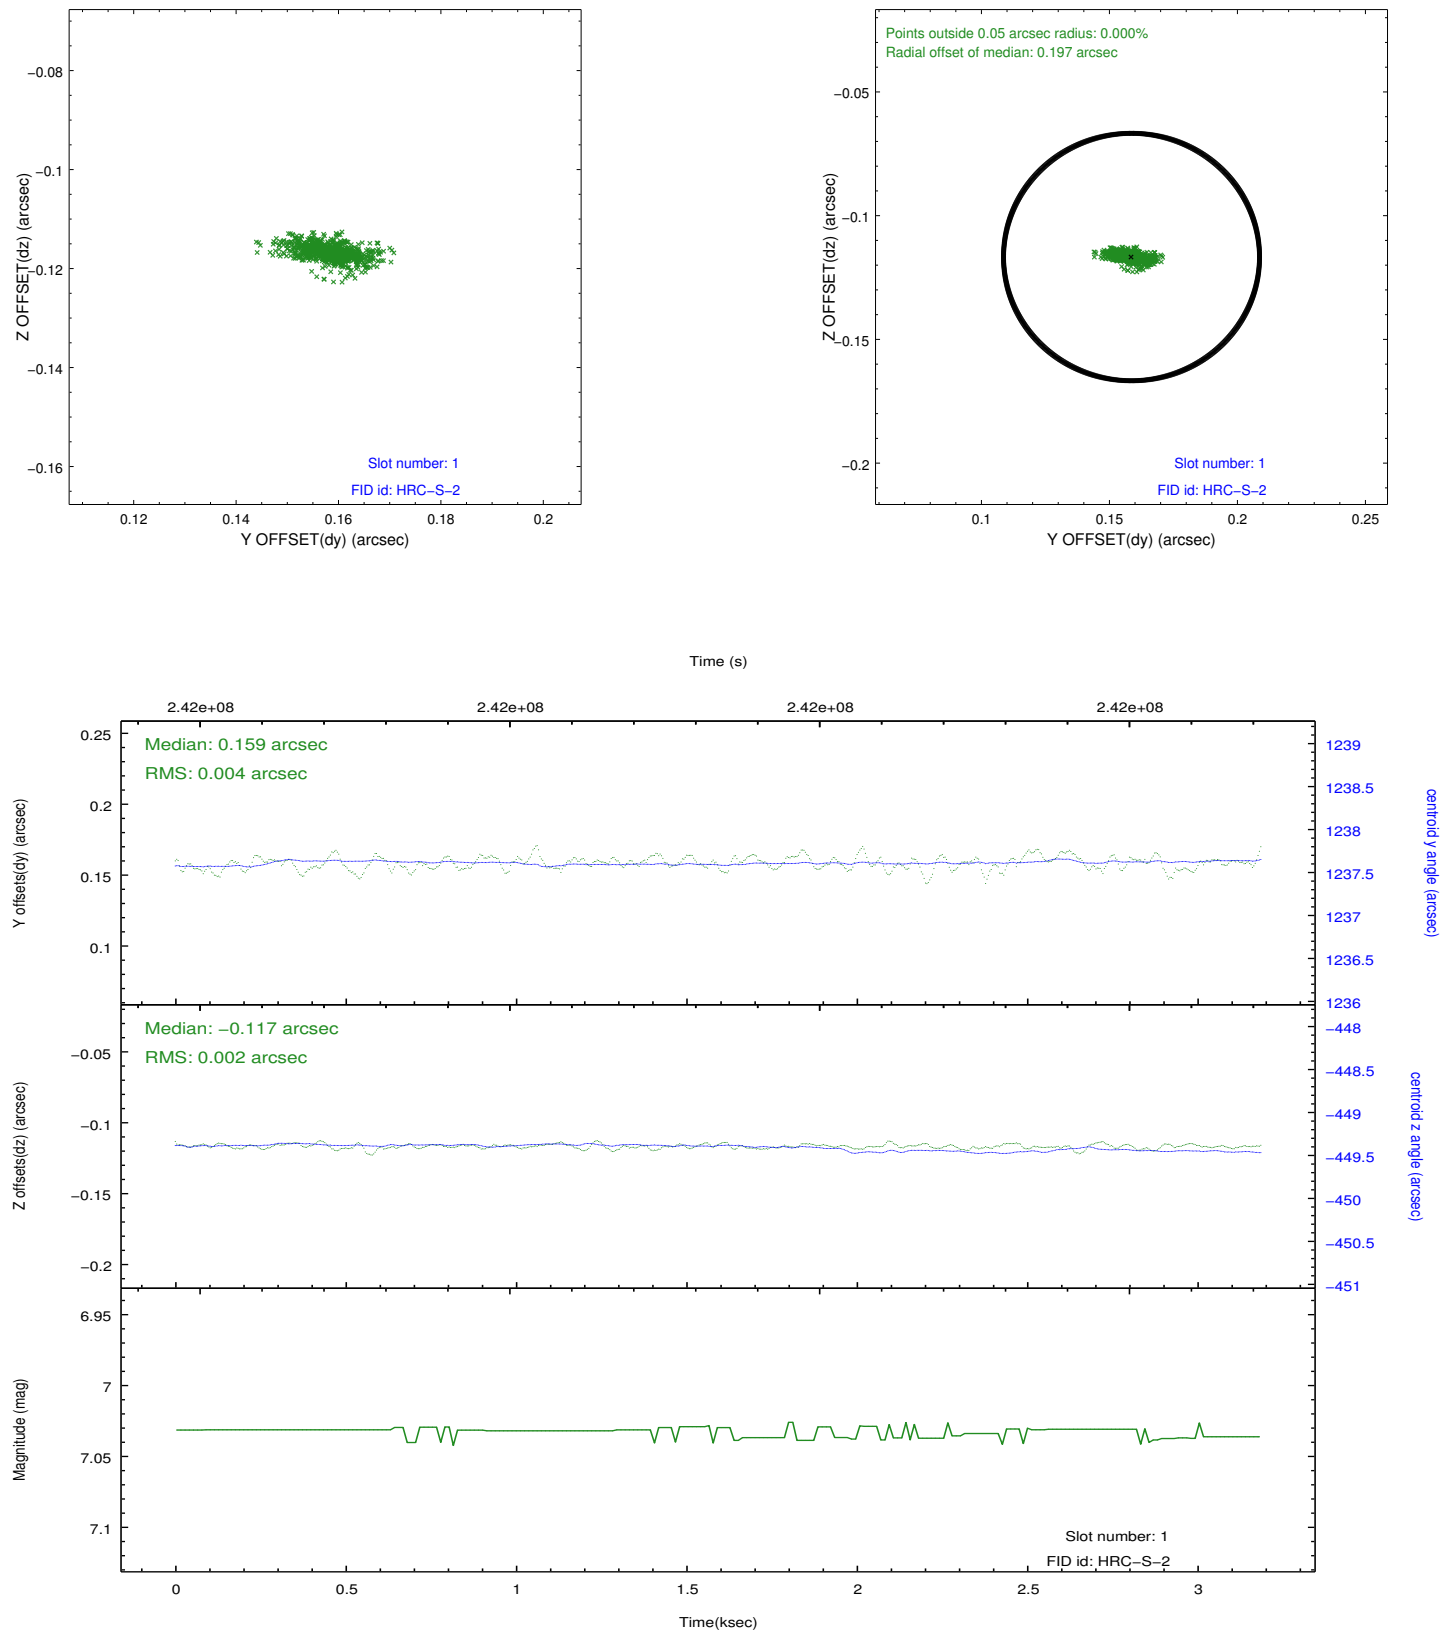 −0.08
−0.1
−0.12
−0.14
−0.16
Z OFFSET(dz) (arcsec)
Slot number: 1
FID id: HRC−S−2
0.12 0.14 0.16 0.18 0.2
Y OFFSET(dy) (arcsec)
Points outside 0.05 arcsec radius: 0.000%
Radial offset of median: 0.197 arcsec
−0.05
−0.1
−0.15
−0.2
Z OFFSET(dz) (arcsec)
Slot number: 1
FID id: HRC−S−2
0.1 0.15 0.2 0.25
Y OFFSET(dy) (arcsec)
Time (s)
2.42e+08 2.42e+08 2.42e+08 2.42e+08
Median: 0.159 arcsec
RMS: 0.004 arcsec
0.25
0.2
0.15
0.1
Y offsets(dy) (arcsec)
1239
1238.5
1238
1237.5
1237
1236.5
1236
centroid y angle (arcsec)
Median: −0.117 arcsec
RMS: 0.002 arcsec
−0.05
−0.1
−0.15
−0.2
Z offsets(dz) (arcsec)
−448
−448.5
−449
−449.5
−450
−450.5
−451
centroid z angle (arcsec)
6.95
7
7.05
7.1
Magnitude (mag)
Slot number: 1
FID id: HRC−S−2
0 0.5 1 1.5 2 2.5 3
Time(ksec)